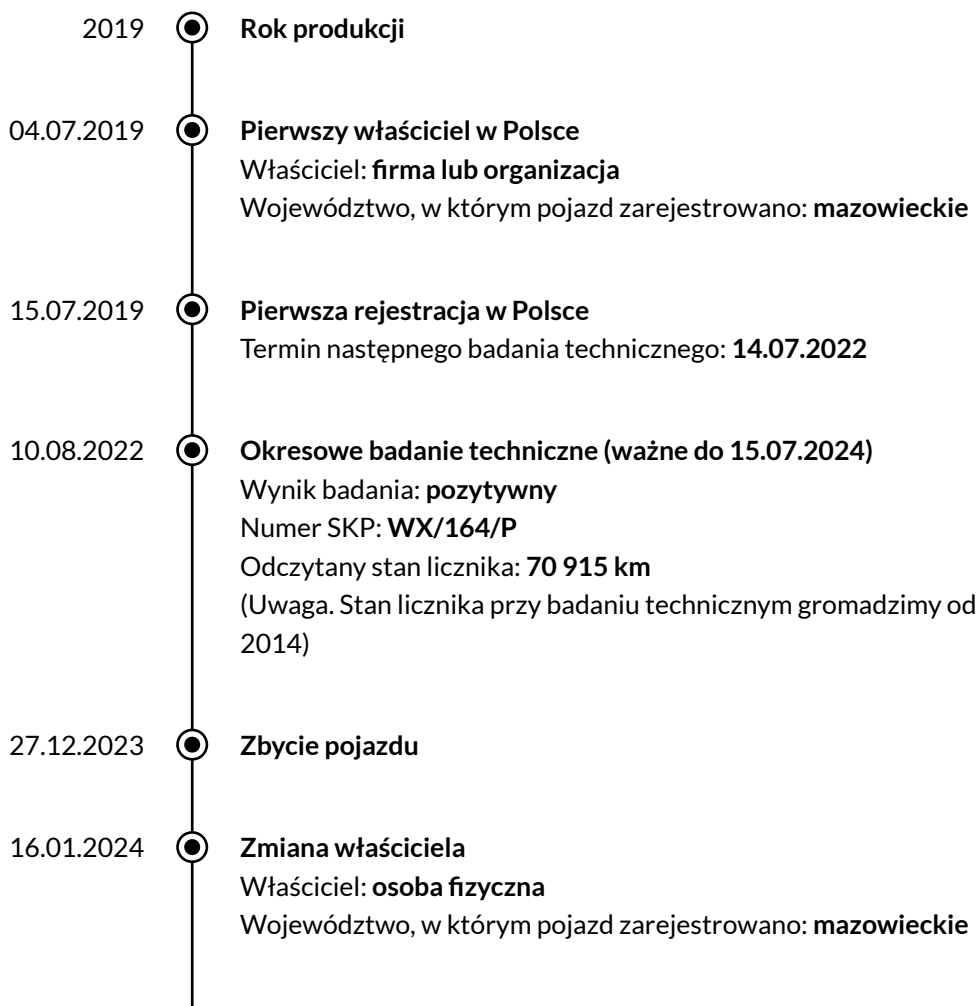 2019 Rok produkcji
04.07.2019 Pierwszy właściciel w Polsce
Właściciel: firma lub organizacja
Województwo, w którym pojazd zarejestrowano: mazowieckie
15.07.2019 Pierwsza rejestracja w Polsce
Termin następnego badania technicznego: 14.07.2022
10.08.2022 Okresowe badanie techniczne (ważne do 15.07.2024)
Wynik badania: pozytywny
Numer SKP: WX/164/P
Odczytany stan licznika: 70 915 km
(Uwaga. Stan licznika przy badaniu technicznym gromadzimy od
2014)
27.12.2023 Zbycie pojazdu
16.01.2024 Zmiana właściciela
Właściciel: osoba fizyczna
Województwo, w którym pojazd zarejestrowano: mazowieckie